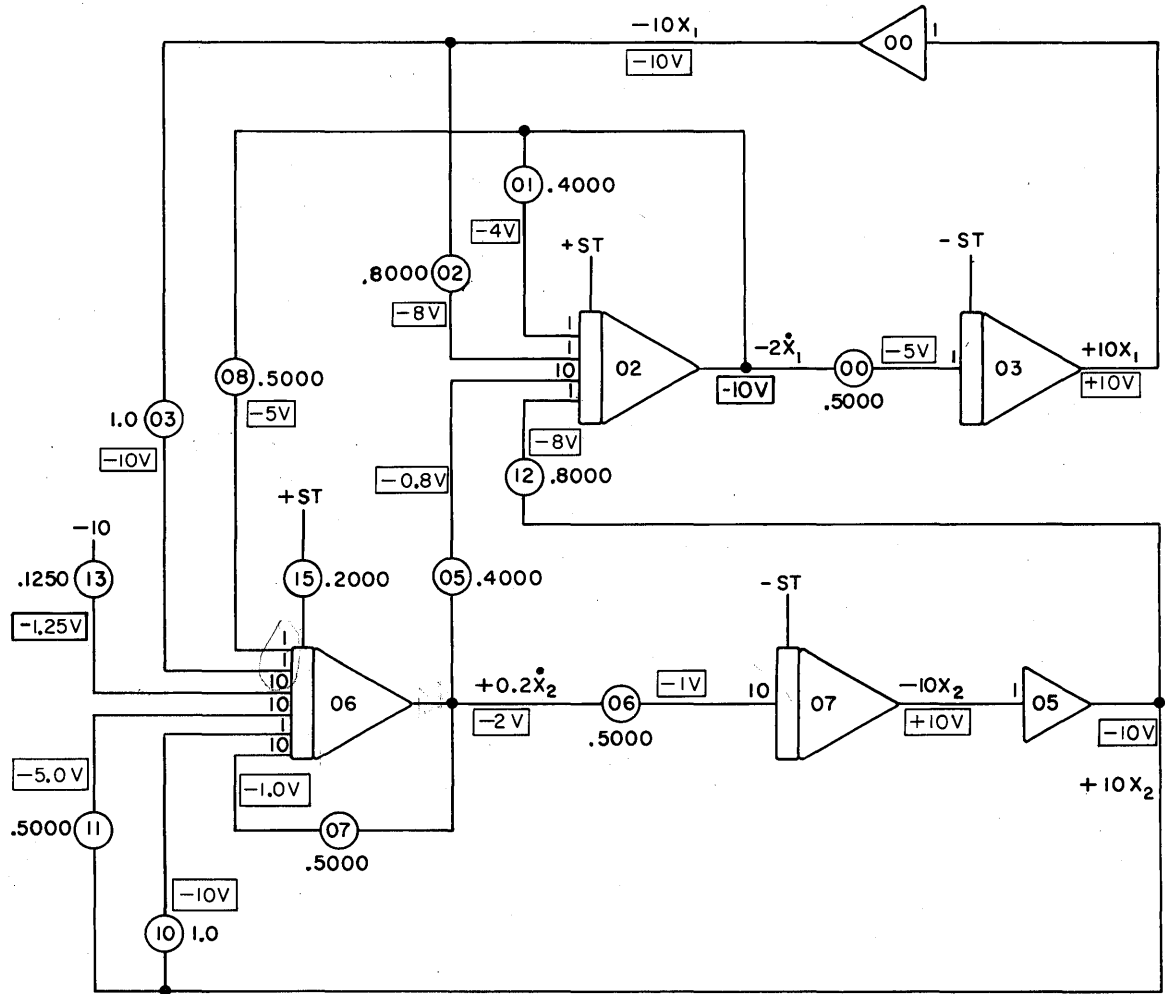 −10X₁
00
1
−10V
01
.4000
−4V
+ST
− ST
.8000
02
−8V
1
1
10
1
02
−2Ẋ₁
−10V
00
.5000
−5V
1
03
+10X₁
+10V
08
.5000
−5V
1.0
03
−10V
−8V
12
.8000
−0.8V
+ST
−10
.1250
13
−1.25V
15
.2000
05
.4000
− ST
1
1
10
10
1
10
06
+0.2Ẋ₂
−2V
06
.5000
−1V
10
07
−10X₂
+10V
1
05
−10V
+10X₂
−5.0V
−1.0V
.5000
11
07
.5000
−10V
10
1.0